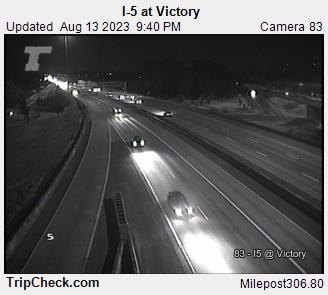 I-5 at Victory
Updated Aug 13 2023 9:40 PM Camera 83
T
S
83 - I5 @ Victory
TripCheck.com Milepost306.80